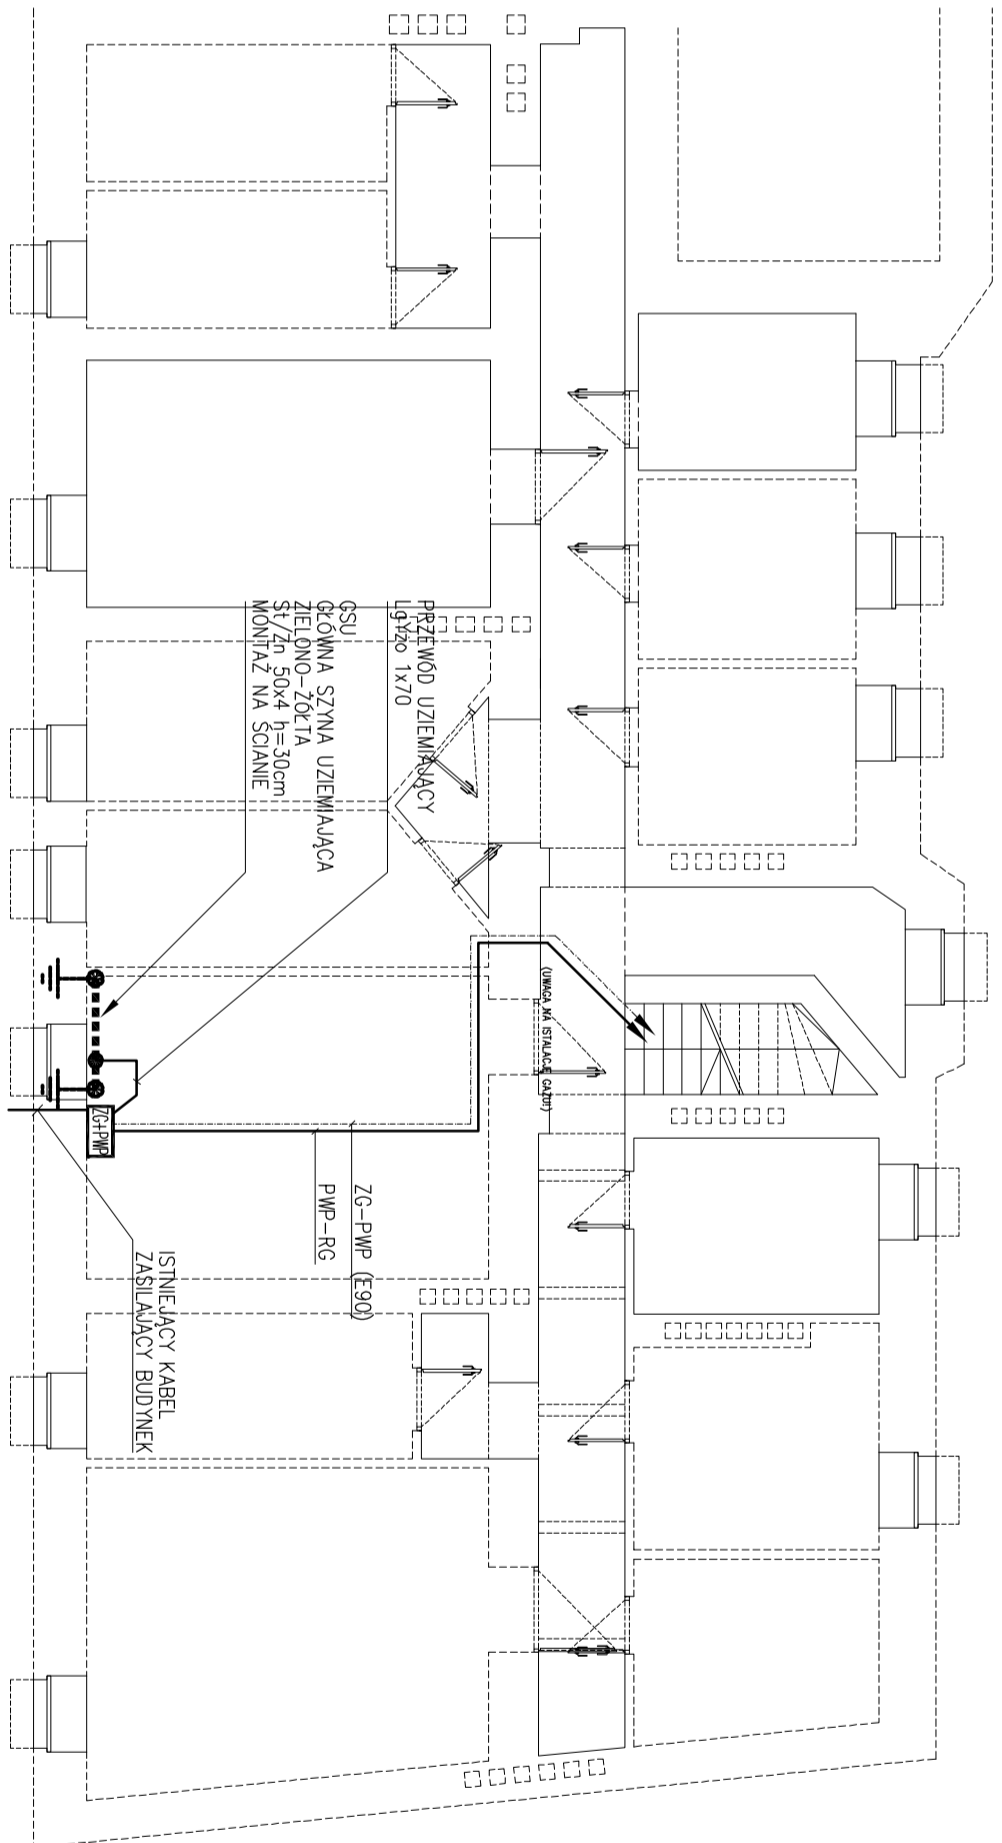 PRZEWÓD UZIEMIAJĄCY
LgYżo 1x70
GSU
GŁÓWNA SZYNA UZIEMIAJĄCA
ZIELONO-ŻÓŁTA
St/Zn 50x4 h=30cm
MONTAŻ NA ŚCIANIE
(UWAGA NA ISTALACJE GAZU!!)
ZG+PWP
ZG-PWP (E90)
PWP-RG
ISTNIEJĄCY KABEL
ZASILAJĄCY BUDYNEK